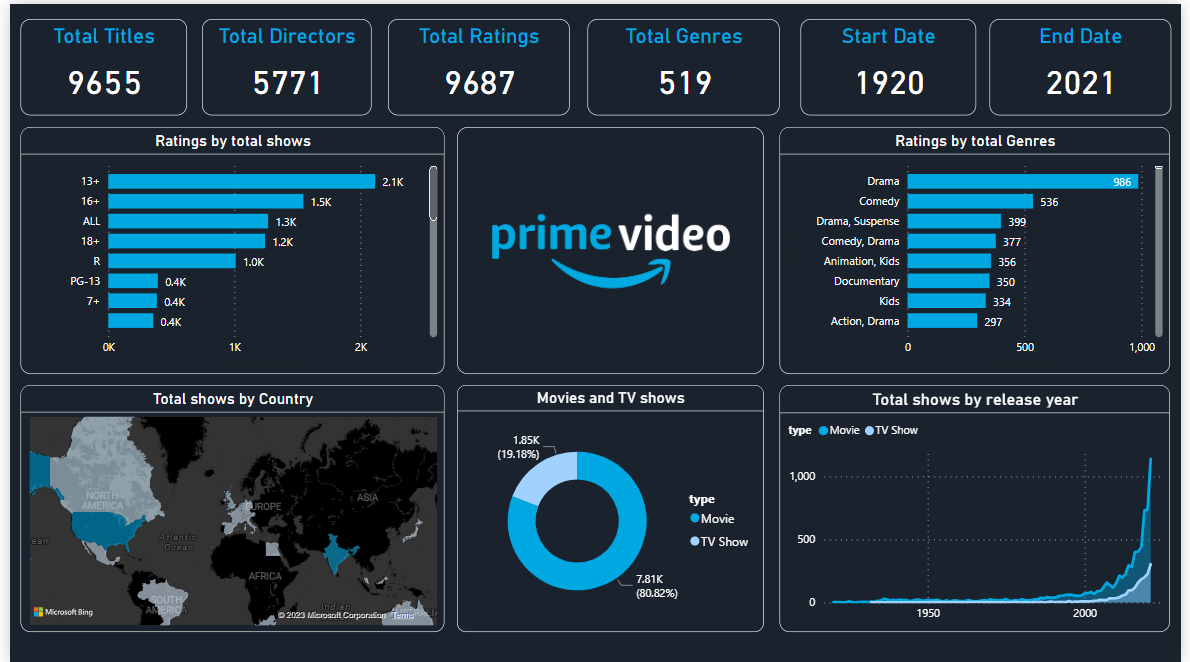 Total Titles
9655
Total Directors
5771
Total Ratings
9687
Total Genres
519
Start Date
1920
End Date
2021
Ratings by total shows
13+
2.1K
16+
1.5K
ALL
1.3K
18+
1.2K
R
1.0K
PG-13
0.4K
7+
0.4K
0.4K
0K
1K
2K
prime video
Ratings by total Genres
Drama
986
Comedy
536
Drama, Suspense
399
Comedy, Drama
377
Animation, Kids
356
Documentary
350
Kids
334
Action, Drama
297
0
500
1,000
Total shows by Country
NORTH
AMERICA
EUROPE
ASIA
Atlantic
Ocean
ean
AFRICA
SOUTH
AMERICA
Indian
Microsoft Bing
© 2023 Microsoft Corporation Terms
Movies and TV shows
1.85K
(19.18%)
7.81K
(80.82%)
type
Movie
TV Show
Total shows by release year
type Movie TV Show
1,000
500
0
1950
2000